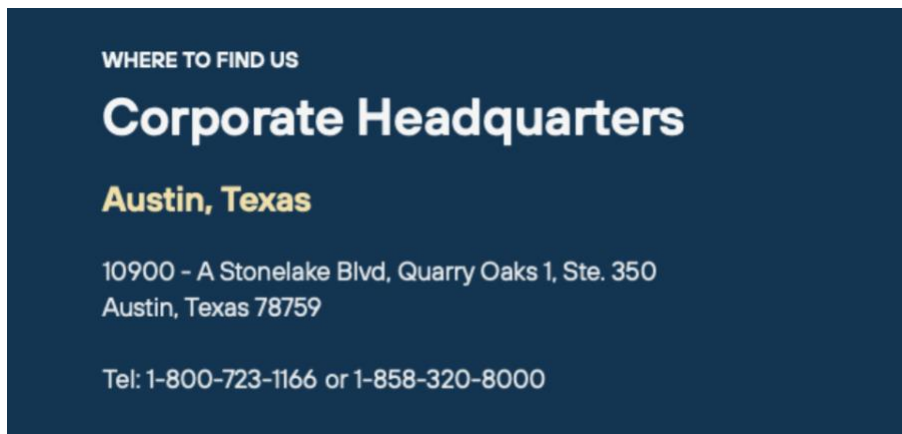 WHERE TO FIND US
Corporate Headquarters
Austin, Texas
10900 - A Stonelake Blvd, Quarry Oaks 1, Ste. 350
Austin, Texas 78759
Tel: 1-800-723-1166 or 1-858-320-8000